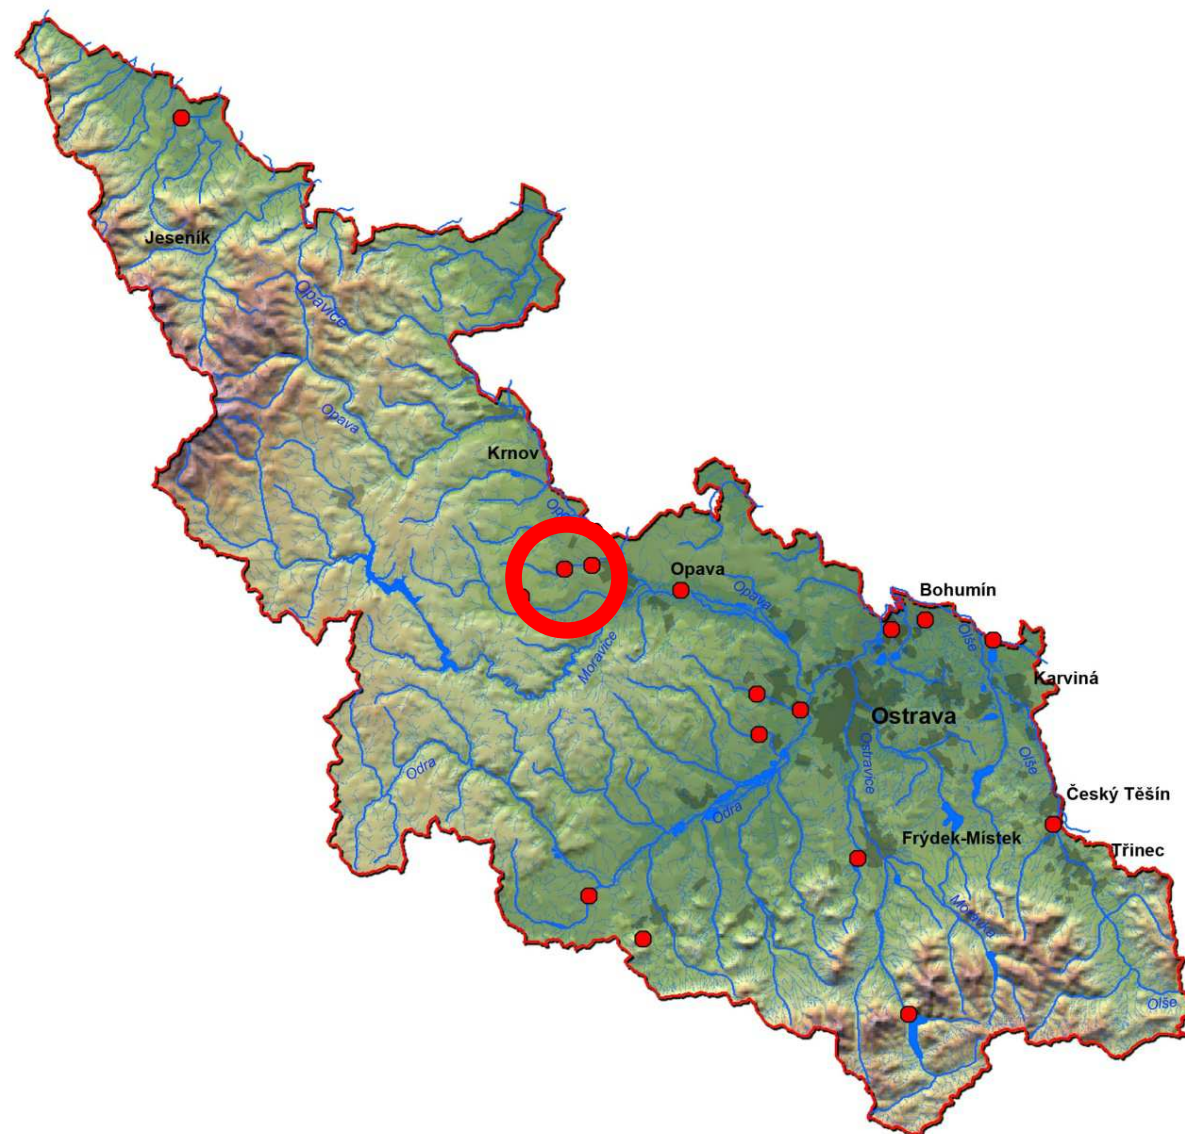 Jeseník
Opavice
Opava
Krnov
Opava
Opava
Bohumín
Olše
Moravice
Karviná
Ostrava
Ostravice
Olše
Odra
Český Těšín
Odra
Frýdek-Místek
Třinec
Morávka
Olše